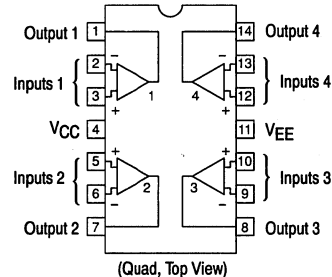 Output 1 1 14 Output 4
2 − − 13
Inputs 1 Inputs 4
3 1 4 12
+ +
VCC 4 11 VEE
+ +
5 10
Inputs 2 2 3 Inputs 3
6 − − 9
Output 2 7 8 Output 3
(Quad, Top View)